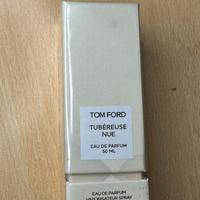 TOM FORD
TUBÉREUSE
NUE
EAU DE PARFUM
50 ML
EAU DE PARFUM
VAPORISATEUR SPRAY